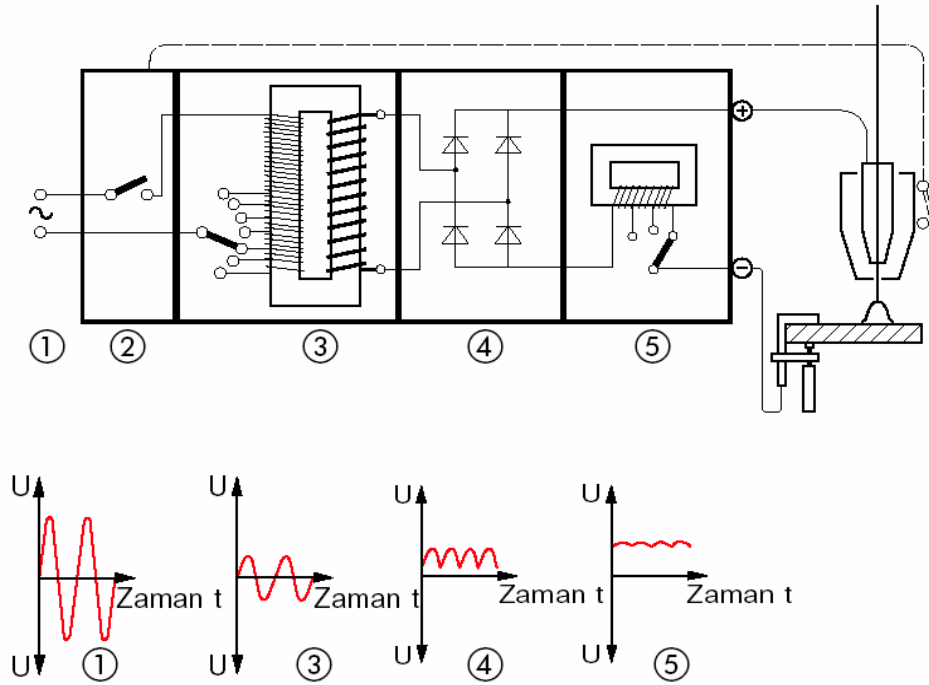 ~
+
−
① ② ③ ④ ⑤
U U U U
Zaman t Zaman t Zaman t Zaman t
U U U U
① ③ ④ ⑤